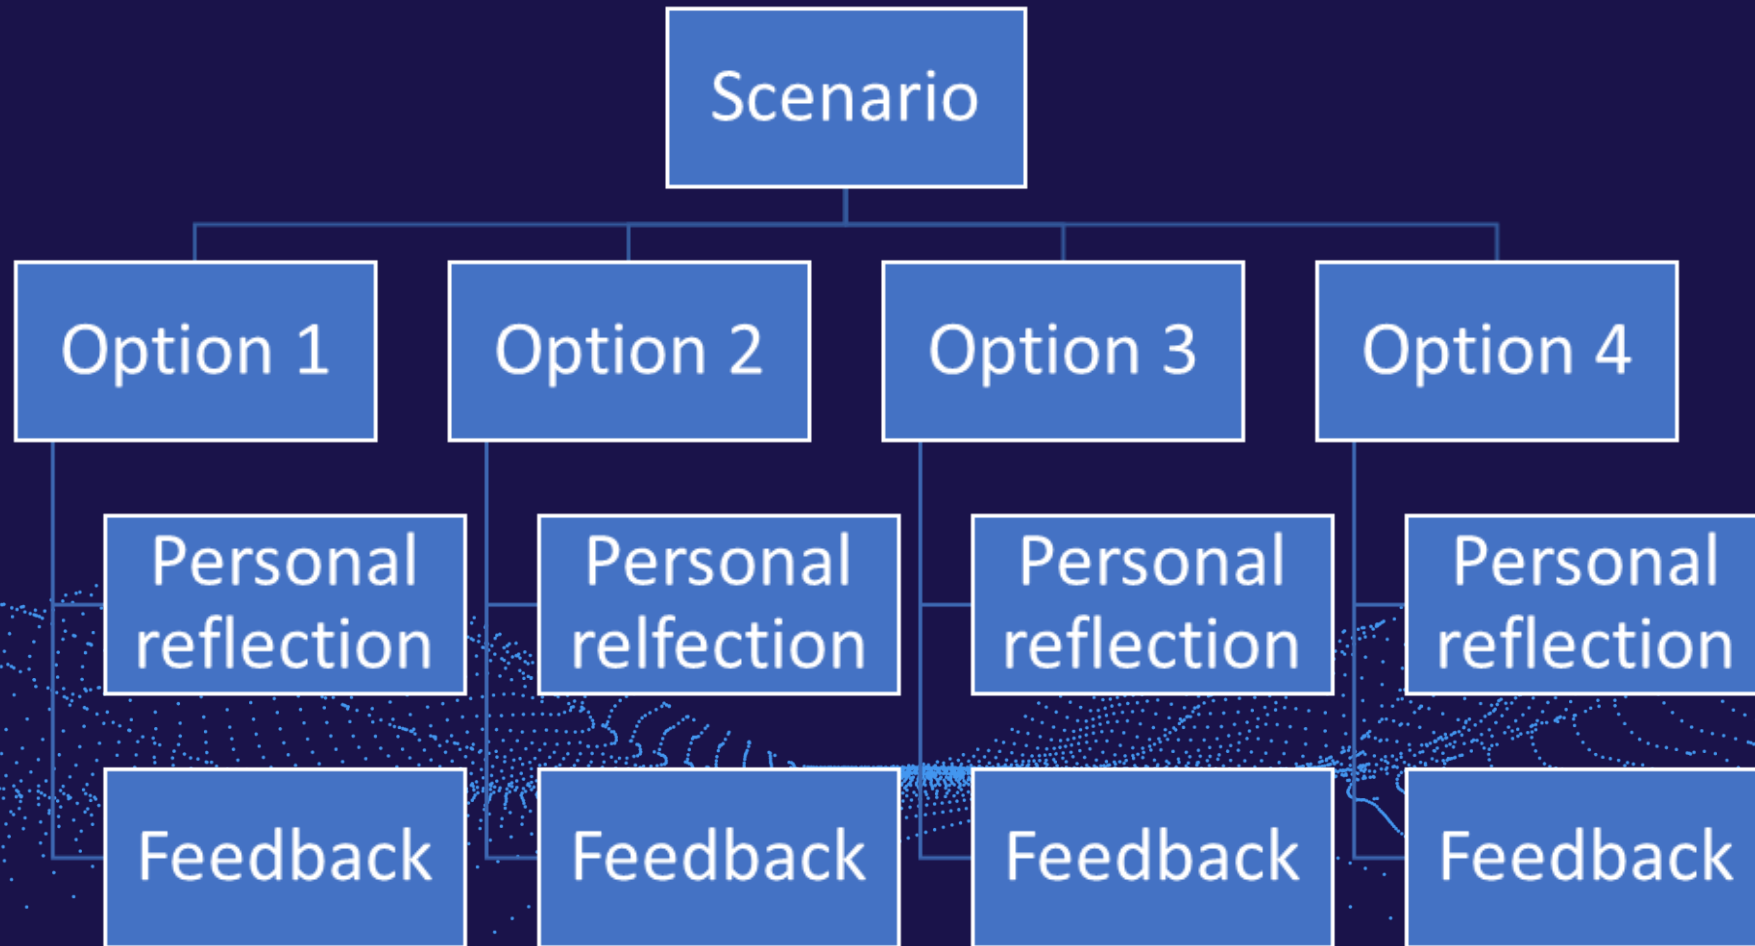 Scenario
Option 1
Option 2
Option 3
Option 4
Personal
reflection
Personal
relfection
Personal
reflection
Personal
reflection
Feedback
Feedback
Feedback
Feedback